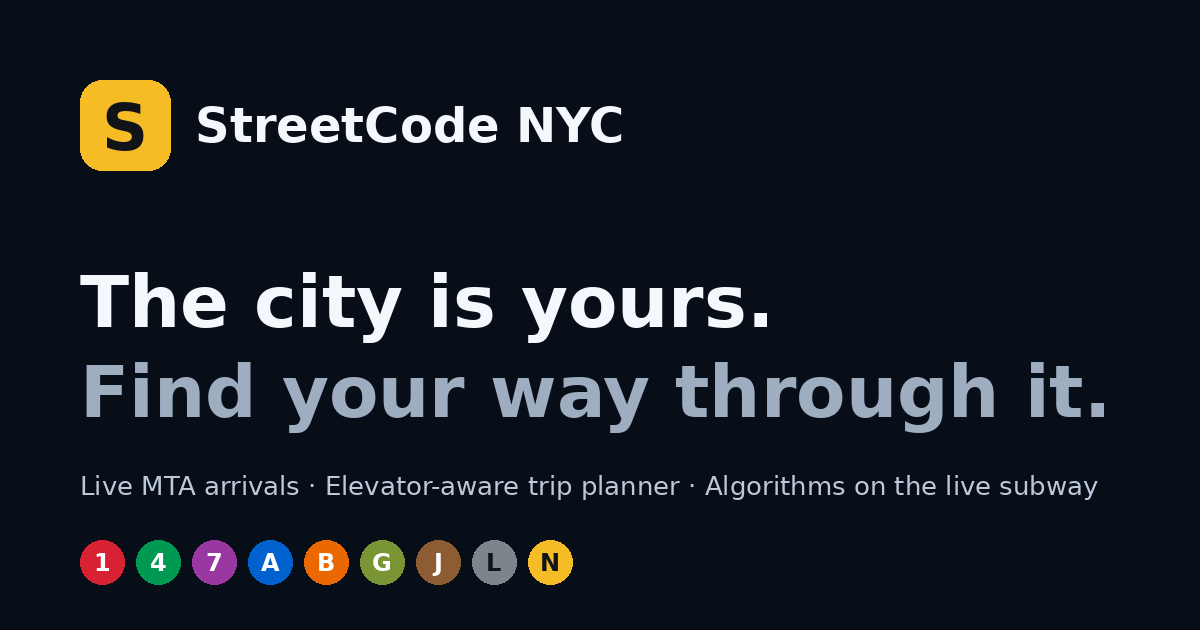 S StreetCode NYC
The city is yours.
Find your way through it.
Live MTA arrivals · Elevator-aware trip planner · Algorithms on the live subway
1 4 7 A B G J L N